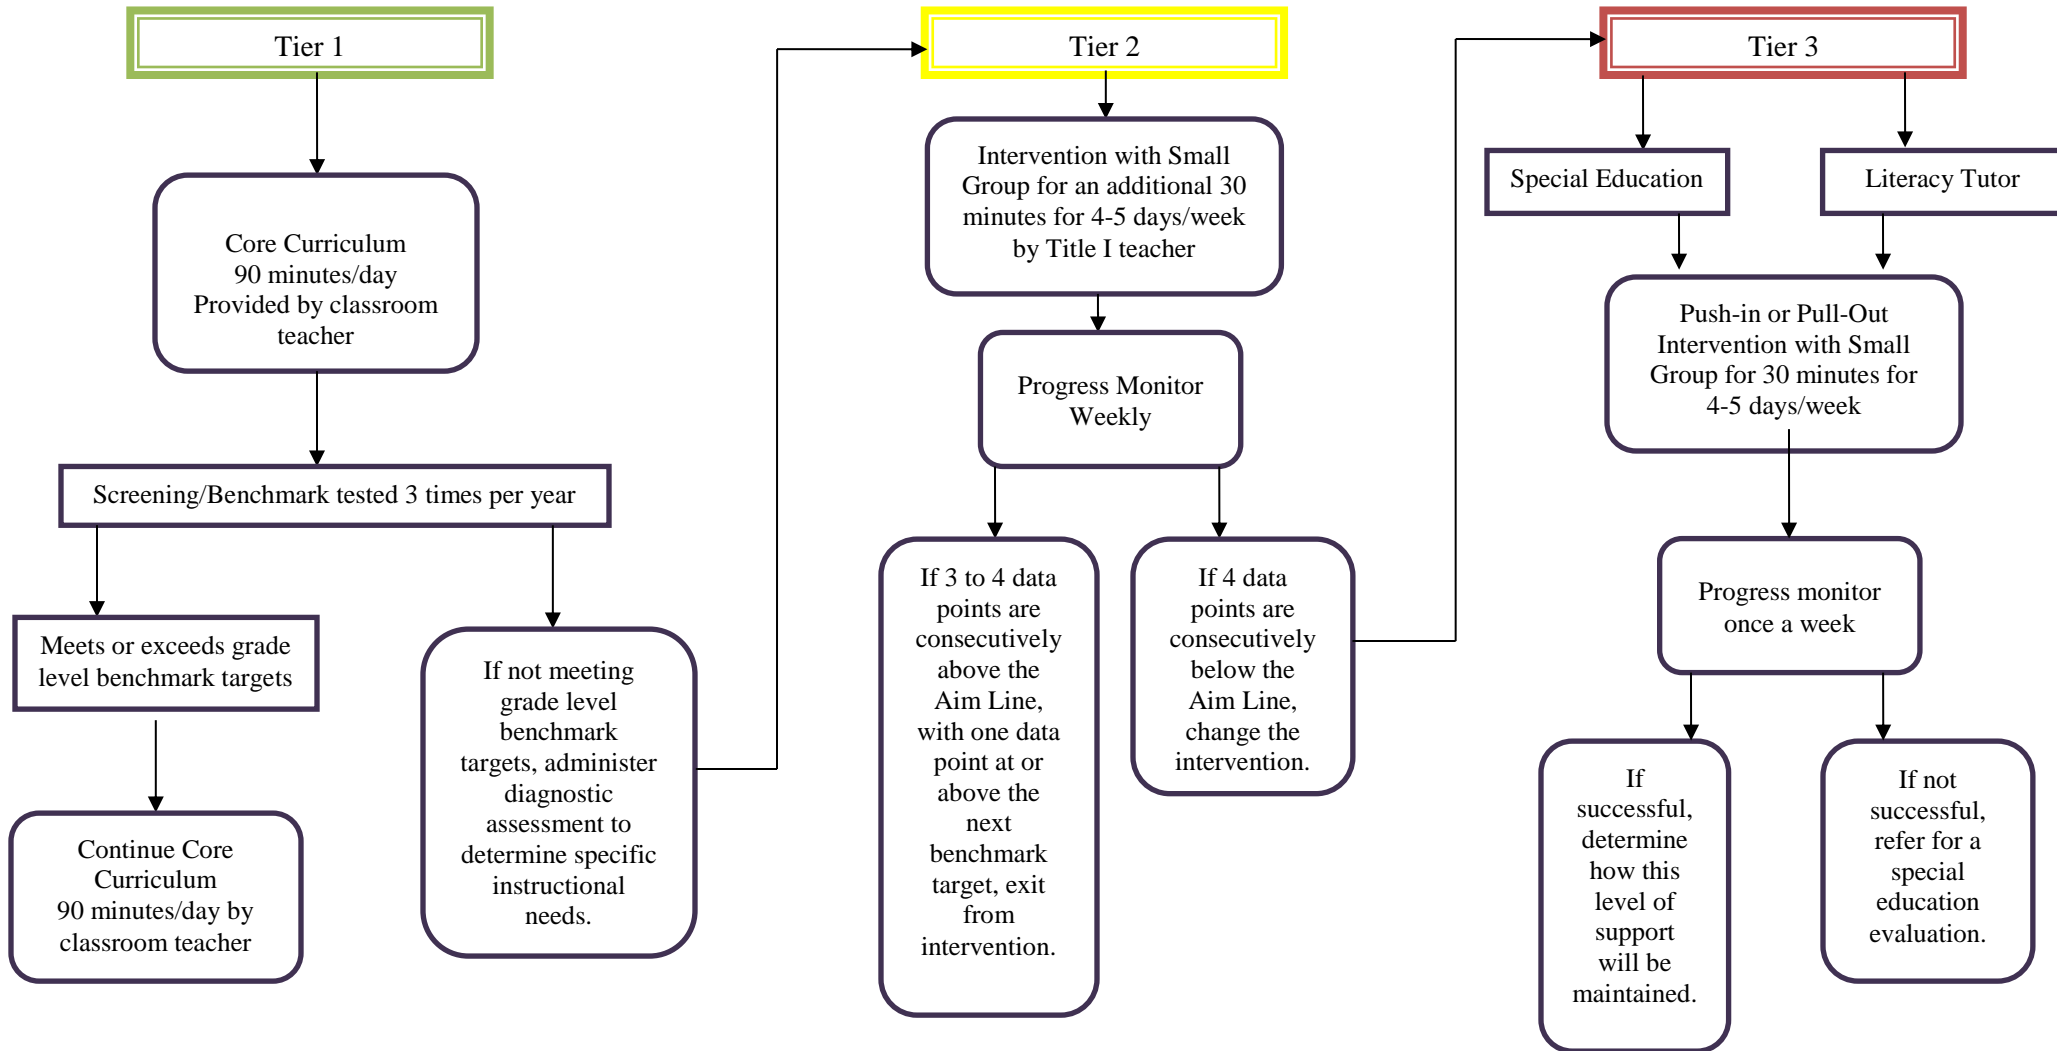 Tier 1
Core Curriculum
90 minutes/day
Provided by classroom
teacher
Screening/Benchmark tested 3 times per year
Meets or exceeds grade
level benchmark targets
Continue Core
Curriculum
90 minutes/day by
classroom teacher
If not meeting
grade level
benchmark
targets, administer
diagnostic
assessment to
determine specific
instructional
needs.
Tier 2
Intervention with Small
Group for an additional 30
minutes for 4-5 days/week
by Title I teacher
Progress Monitor
Weekly
If 3 to 4 data
points are
consecutively
above the
Aim Line,
with one data
point at or
above the
next
benchmark
target, exit
from
intervention.
If 4 data
points are
consecutively
below the
Aim Line,
change the
intervention.
Tier 3
Special Education
Literacy Tutor
Push-in or Pull-Out
Intervention with Small
Group for 30 minutes for
4-5 days/week
Progress monitor
once a week
If
successful,
determine
how this
level of
support
will be
maintained.
If not
successful,
refer for a
special
education
evaluation.